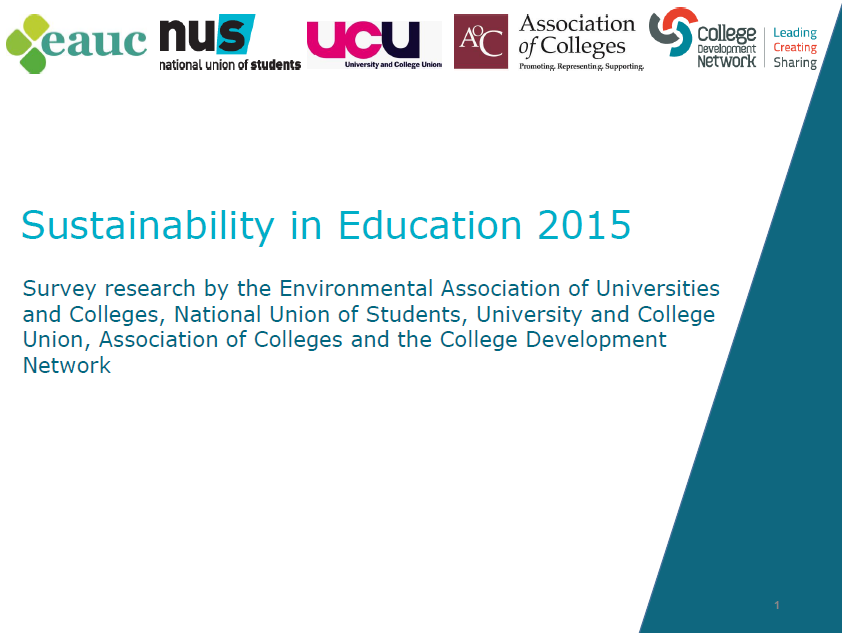 eauc
nus
national union of students
UCU
University and College Union
AoC
Association
of Colleges
Promoting. Representing. Supporting.
College
Development
Network
Leading
Creating
Sharing
Sustainability in Education 2015
Survey research by the Environmental Association of Universities
and Colleges, National Union of Students, University and College
Union, Association of Colleges and the College Development
Network
1